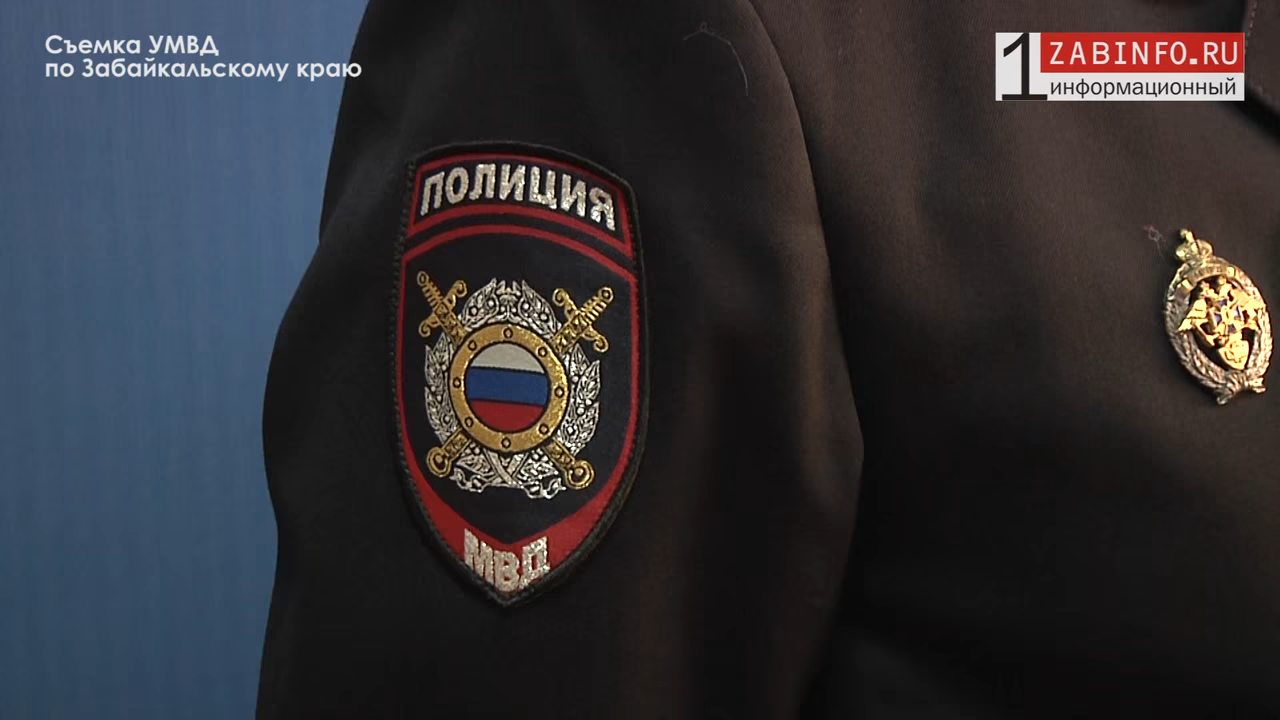 Съемка УМВД
по Забайкальскому краю
1 ZABINFO.RU
информационный
ПОЛИЦИЯ
МВД